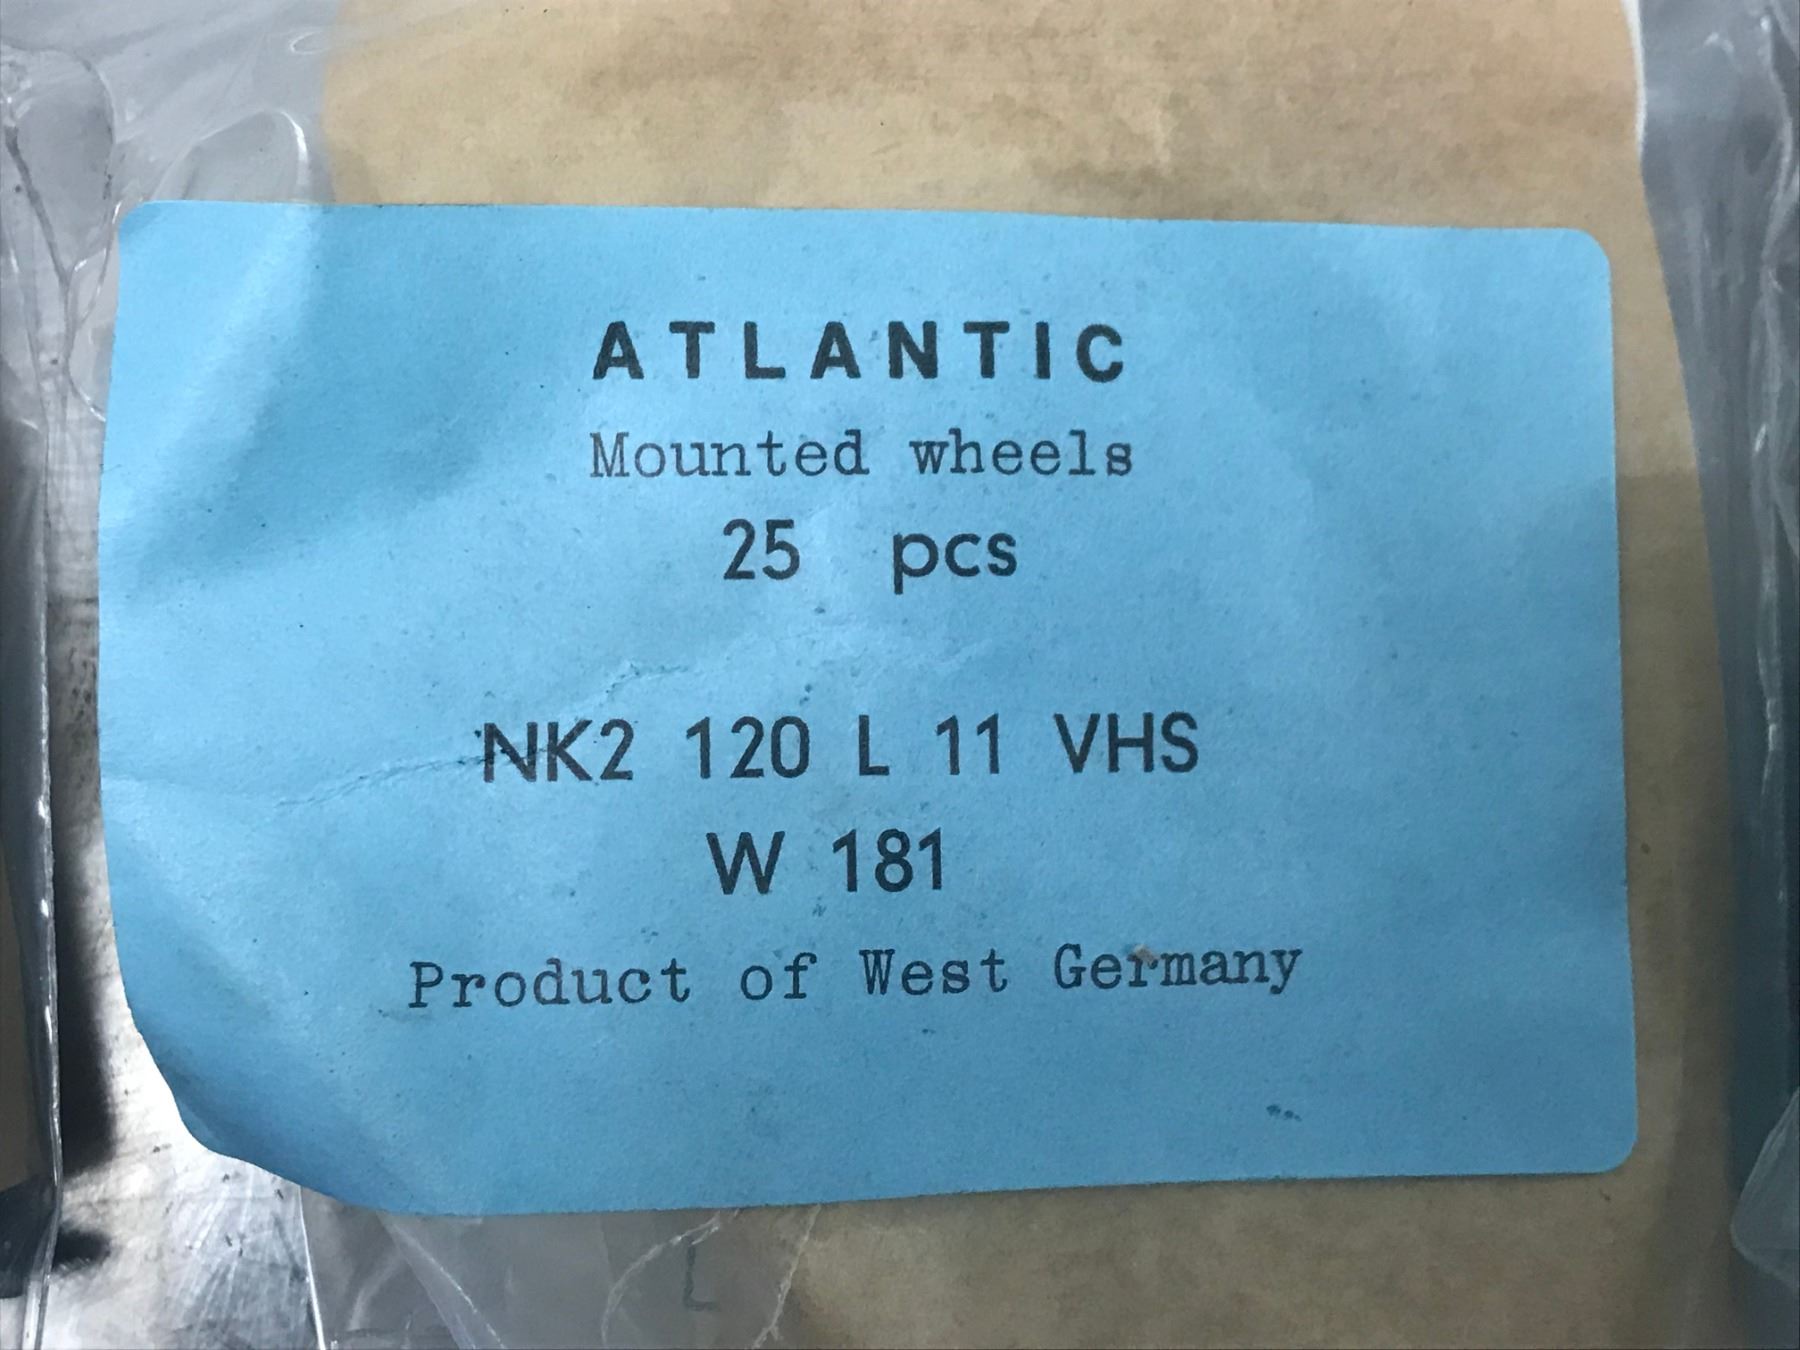 ATLANTIC
Mounted wheels
25 pcs
NK2 120 L 11 VHS
W 181
Product of West Germany
L